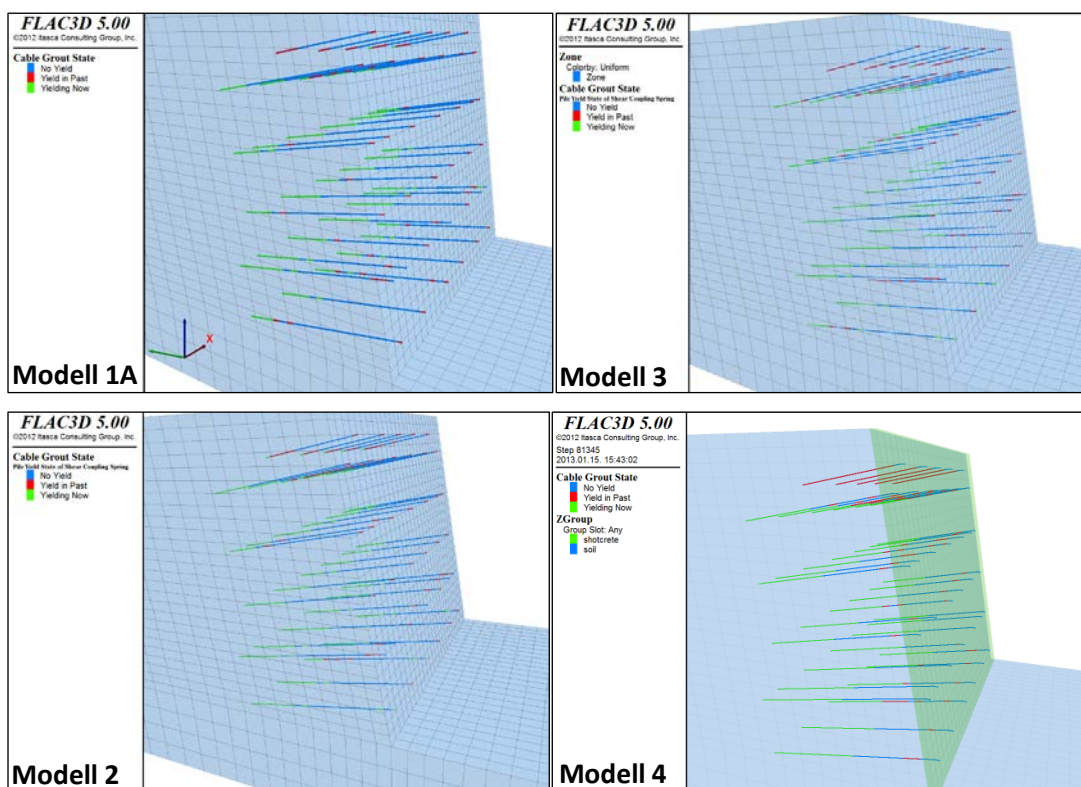 FLAC3D 5.00
©2012 Itasca Consulting Group, Inc.
Cable Grout State
No Yield
Yield in Past
Yielding Now
X
Modell 1A
FLAC3D 5.00
©2012 Itasca Consulting Group, Inc.
Zone
Colorby: Uniform
Zone
Cable Grout State
Pile Yield State of Shear Coupling Spring
No Yield
Yield in Past
Yielding Now
Modell 3
FLAC3D 5.00
©2012 Itasca Consulting Group, Inc.
Cable Grout State
Pile Yield State of Shear Coupling Spring
No Yield
Yield in Past
Yielding Now
Modell 2
FLAC3D 5.00
©2012 Itasca Consulting Group, Inc.
Step 81345
2013.01.15. 15:43:02
Cable Grout State
No Yield
Yield in Past
Yielding Now
ZGroup
Group Slot: Any
shotcrete
soil
Modell 4